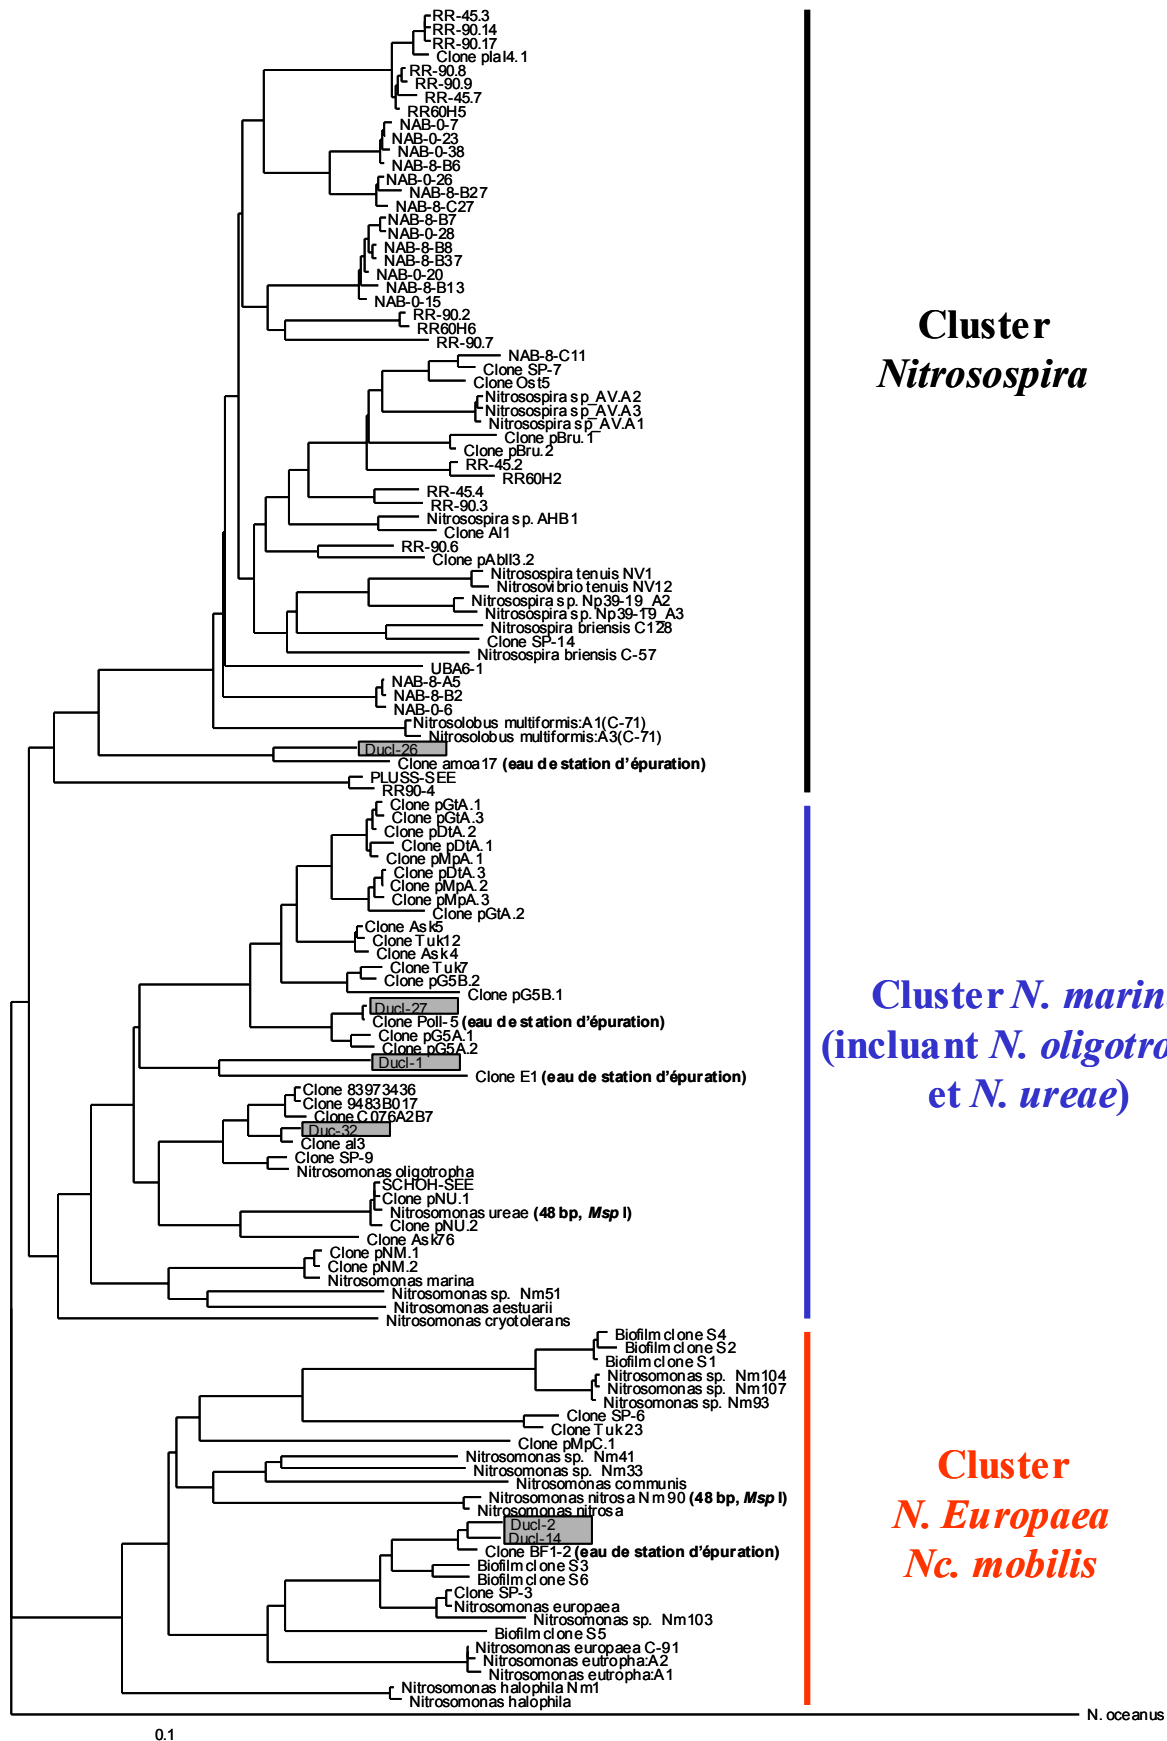 RR-45.3
RR-90.14
RR-90.17
Clone plal4.1
RR-90.8
RR-90.9
RR-45.7
RR60H5
NAB-0-7
NAB-0-23
NAB-0-38
NAB-8-B6
NAB-0-26
NAB-8-B27
NAB-8-C27
NAB-8-B7
NAB-0-28
NAB-8-B8
NAB-8-B37
NAB-0-20
NAB-8-B13
NAB-0-15
RR-90.2
RR60H6
RR-90.7
NAB-8-C11
Clone SP-7
Clone Ost5
Nitrosospira sp_AV.A2
Nitrosospira sp_AV.A3
Nitrosospira sp_AV.A1
Clone pBru.1
Clone pBru.2
RR-45.2
RR60H2
RR-45.4
RR-90.3
Nitrosospira sp. AHB1
Clone Al1
RR-90.6
Clone pAbII3.2
Nitrosospira tenuis NV1
Nitrosovibrio tenuis NV12
Nitrosospira sp. Np39-19_A2
Nitrosospira sp. Np39-19_A3
Nitrosospira briensis C128
Clone SP-14
Nitrosospira briensis C-57
UBA6-1
NAB-8-A5
NAB-8-B2
NAB-0-6
Nitrosolobus multiformis:A1(C-71)
Nitrosolobus multiformis:A3(C-71)
Ducl-26
Clone amoa17 (eau de station d'épuration)
PLUSS-SEE
RR90-4
Cluster
Nitrosospira
Clone pGtA.1
Clone pGtA.3
Clone pDtA.2
Clone pDtA.1
Clone pMpA.1
Clone pDtA.3
Clone pMpA.2
Clone pMpA.3
Clone pGtA.2
Clone Ask5
Clone Tuk12
Clone Ask4
Clone Tuk7
Clone pG5B.2
Clone pG5B.1
Ducl-27
Clone Poll-5 (eau de station d'épuration)
Clone pG5A.1
Clone pG5A.2
Ducl-1
Clone E1 (eau de station d'épuration)
Clone 83973436
Clone 9483B017
Clone C076A2B7
Duc-32
Clone al3
Clone SP-9
Nitrosomonas oligotropha
SCHOH-SEE
Clone pNU.1
Nitrosomonas ureae (48 bp, Msp I)
Clone pNU.2
Clone Ask76
Clone pNM.1
Clone pNM.2
Nitrosomonas marina
Nitrosomonas sp. Nm51
Nitrosomonas aestuarii
Nitrosomonas cryotolerans
Cluster N. marin
(incluant N. oligotro
et N. ureae)
Biofilm clone S4
Biofilm clone S2
Biofilm clone S1
Nitrosomonas sp. Nm104
Nitrosomonas sp. Nm107
Nitrosomonas sp. Nm93
Clone SP-6
Clone Tuk23
Clone pMpC.1
Nitrosomonas sp. Nm41
Nitrosomonas sp. Nm33
Nitrosomonas communis
Nitrosomonas nitrosa Nm90 (48 bp, Msp I)
Nitrosomonas nitrosa
Ducl-2
Ducl-14
Clone BF1-2 (eau de station d'épuration)
Biofilm clone S3
Biofilm clone S6
Clone SP-3
Nitrosomonas europaea
Nitrosomonas sp. Nm103
Biofilm clone S5
Nitrosomonas europaea C-91
Nitrosomonas eutropha:A2
Nitrosomonas eutropha:A1
Nitrosomonas halophila Nm1
Nitrosomonas halophila
Cluster
N. Europaea
Nc. mobilis
N. oceanus
0.1